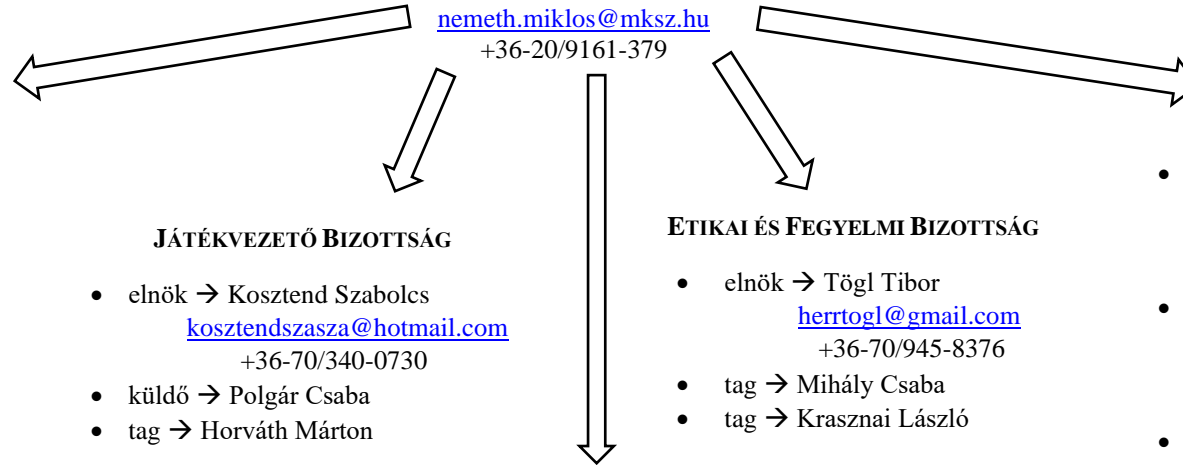 nemeth.miklos@mksz.hu
+36-20/9161-379
JÁTÉKVEZETŐ BIZOTTSÁG
• elnök → Kosztend Szabolcs
kosztendszasza@hotmail.com
+36-70/340-0730
• küldő → Polgár Csaba
• tag → Horváth Márton
ETIKAI ÉS FEGYELMI BIZOTTSÁG
• elnök → Tögl Tibor
herrtogl@gmail.com
+36-70/945-8376
• tag → Mihály Csaba
• tag → Krasznai László